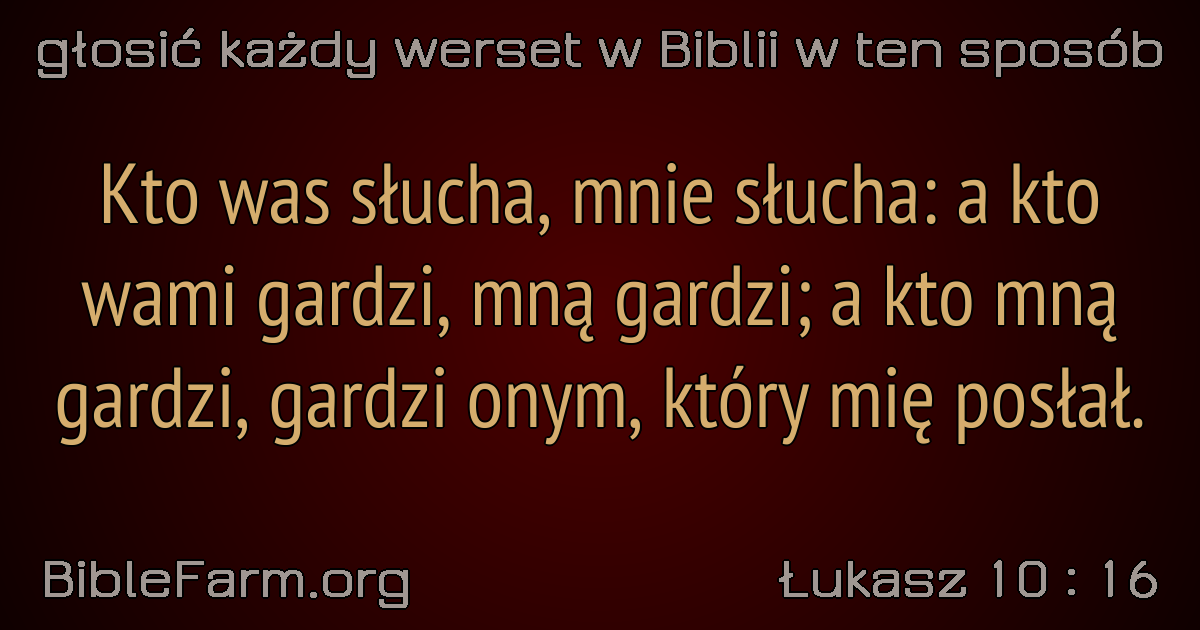 głosić każdy werset w Biblii w ten sposób
Kto was słucha, mnie słucha: a kto
wami gardzi, mną gardzi; a kto mną
gardzi, gardzi onym, który mię posłał.
BibleFarm.org
Łukasz 10 : 16